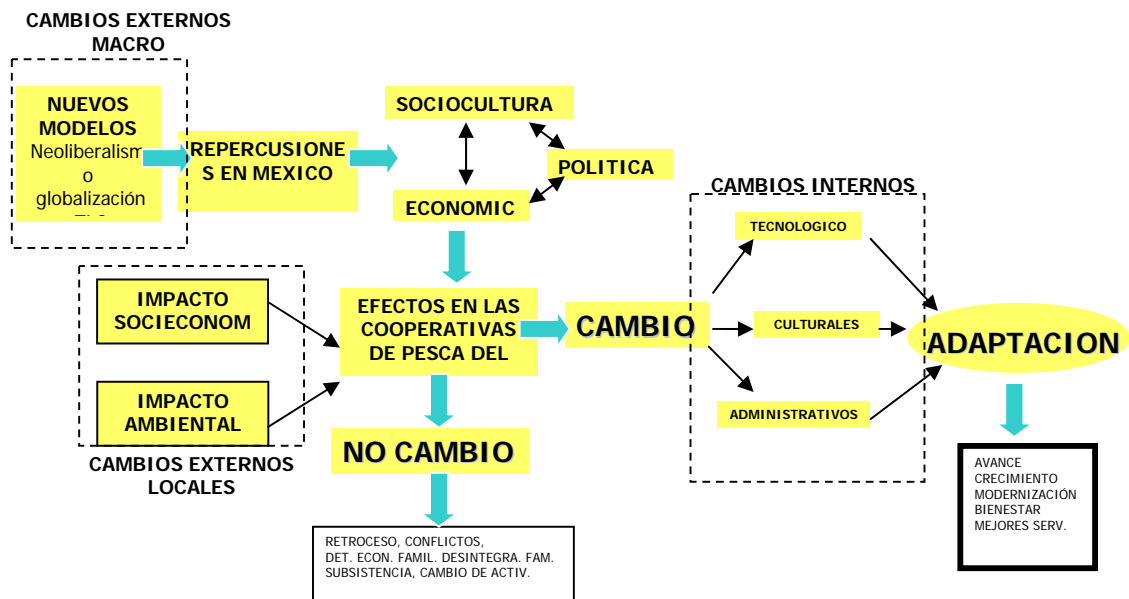 CAMBIOS EXTERNOS
MACRO
NUEVOS
MODELOS
Neoliberalism
o
globalización
REPERCUSIONE
S EN MEXICO
SOCIOCULTURA
POLITICA
ECONOMIC
CAMBIOS INTERNOS
TECNOLOGICO
CULTURALES
ADMINISTRATIVOS
IMPACTO
SOCIECONOM
IMPACTO
AMBIENTAL
CAMBIOS EXTERNOS
LOCALES
EFECTOS EN LAS
COOPERATIVAS
DE PESCA DEL
CAMBIO
ADAPTACION
NO CAMBIO
RETROCESO, CONFLICTOS,
DET. ECON. FAMIL. DESINTEGRA. FAM.
SUBSISTENCIA, CAMBIO DE ACTIV.
AVANCE
CRECIMIENTO
MODERNIZACIÓN
BIENESTAR
MEJORES SERV.